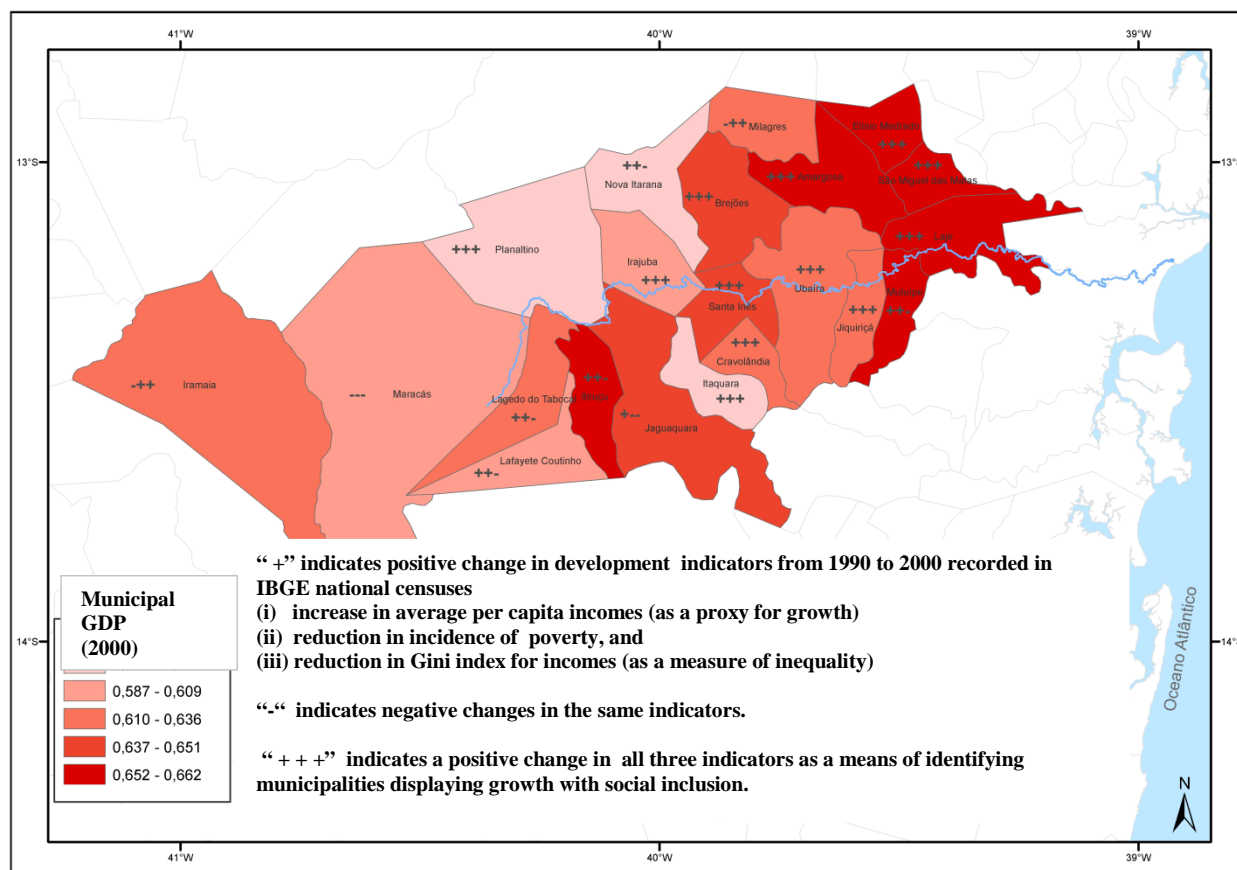 41°W 40°W 39°W
13°S 13°S
-++ Milagres
Elísio Medrado
+++
++-
Nova Itarana
+++ Amargosa
+++
São Miguel das Matas
+++
Brejões
+++ Laje
+++ Planaltino
Irajuba
+++
+++
Ubaíra
+++
Santa Inês
Mutuípe
++-
+++
Jiquiriçá
+++
Cravolândia
-++ Iramaia
--- Maracás
++-
Itaquara
+++
Lagedo do Tabocal
++-
+--
Jaguaquara
Lafayete Coutinho
++-
“ +” indicates positive change in development indicators from 1990 to 2000 recorded in
IBGE national censuses
(i) increase in average per capita incomes (as a proxy for growth)
(ii) reduction in incidence of poverty, and
(iii) reduction in Gini index for incomes (as a measure of inequality)
“-“ indicates negative changes in the same indicators.
“ + + +” indicates a positive change in all three indicators as a means of identifying
municipalities displaying growth with social inclusion.
Municipal
GDP
(2000)
0,587 - 0,609
0,610 - 0,636
0,637 - 0,651
0,652 - 0,662
14°S 14°S
Oceano Atlântico
N
41°W 40°W 39°W